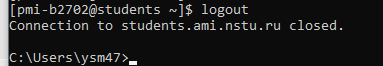 [pmi-b2702@students ~]$ logout
Connection to students.ami.nstu.ru closed.
C:\Users\ysm47>